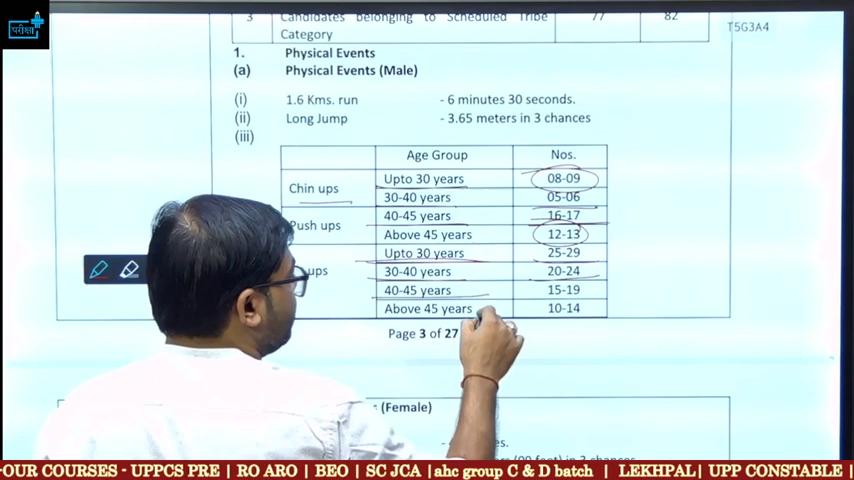 परीक्षा
3 Candidates belonging to Scheduled Tribe Category 77 82
T5G3A4
1. Physical Events
(a) Physical Events (Male)
(i) 1.6 Kms. run - 6 minutes 30 seconds.
(ii) Long Jump - 3.65 meters in 3 chances
(iii)
Age Group Nos.
Chin ups Upto 30 years 08-09
30-40 years 05-06
Push ups 40-45 years 16-17
Above 45 years 12-13
ups Upto 30 years 25-29
30-40 years 20-24
40-45 years 15-19
Above 45 years 10-14
Page 3 of 27
(Female)
in 3 chances
-OUR COURSES - UPPCS PRE | RO ARO | BEO | SC JCA | ahc group C & D batch | LEKHPAL | UPP CONSTABLE |